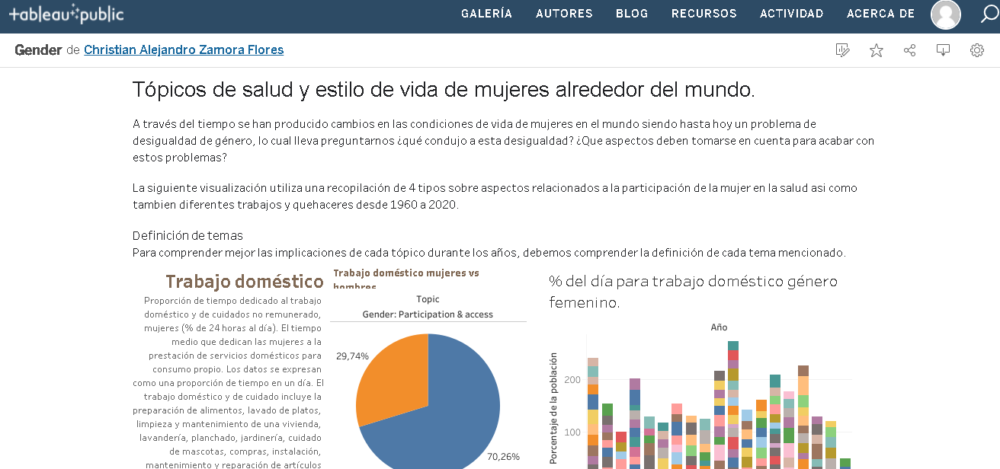 tableau public
GALERÍA AUTORES BLOG RECURSOS ACTIVIDAD ACERCA DE
Gender de Christian Alejandro Zamora Flores
Tópicos de salud y estilo de vida de mujeres alrededor del mundo.
A través del tiempo se han producido cambios en las condiciones de vida de mujeres en el mundo siendo hasta hoy un problema de
desigualdad de género, lo cual lleva preguntarnos ¿qué condujo a esta desigualdad? ¿Que aspectos deben tomarse en cuenta para acabar con
estos problemas?
La siguiente visualización utiliza una recopilación de 4 tipos sobre aspectos relacionados a la participación de la mujer en la salud asi como
tambien diferentes trabajos y quehaceres desde 1960 a 2020.
Definición de temas
Para comprender mejor las implicaciones de cada tópico durante los años, debemos comprender la definición de cada tema mencionado.
Trabajo doméstico
Proporción de tiempo dedicado al trabajo
doméstico y de cuidados no remunerado,
mujeres (% de 24 horas al día). El tiempo
medio que dedican las mujeres a la
prestación de servicios domésticos para
consumo propio. Los datos se expresan
como una proporción de tiempo en un día. El
trabajo doméstico y de cuidado incluye la
preparación de alimentos, lavado de platos,
limpieza y mantenimiento de una vivienda,
lavandería, planchado, jardinería, cuidado
de mascotas, compras, instalación,
mantenimiento y reparación de artículos
Trabajo doméstico mujeres vs
hombres
Topic
Gender: Participation & access
29,74%
70,26%
% del día para trabajo doméstico género
femenino.
Año
Porcentaje de la población
200
100